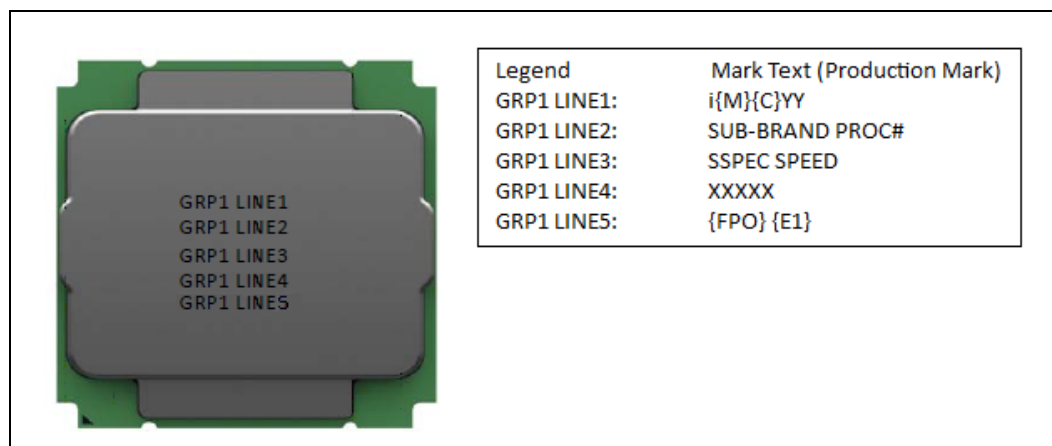 GRP1 LINE1
GRP1 LINE2
GRP1 LINE3
GRP1 LINE4
GRP1 LINE5
Legend Mark Text (Production Mark)
GRP1 LINE1: i{M}{C}YY
GRP1 LINE2: SUB-BRAND PROC#
GRP1 LINE3: SSPEC SPEED
GRP1 LINE4: XXXXX
GRP1 LINE5: {FPO} {E1}